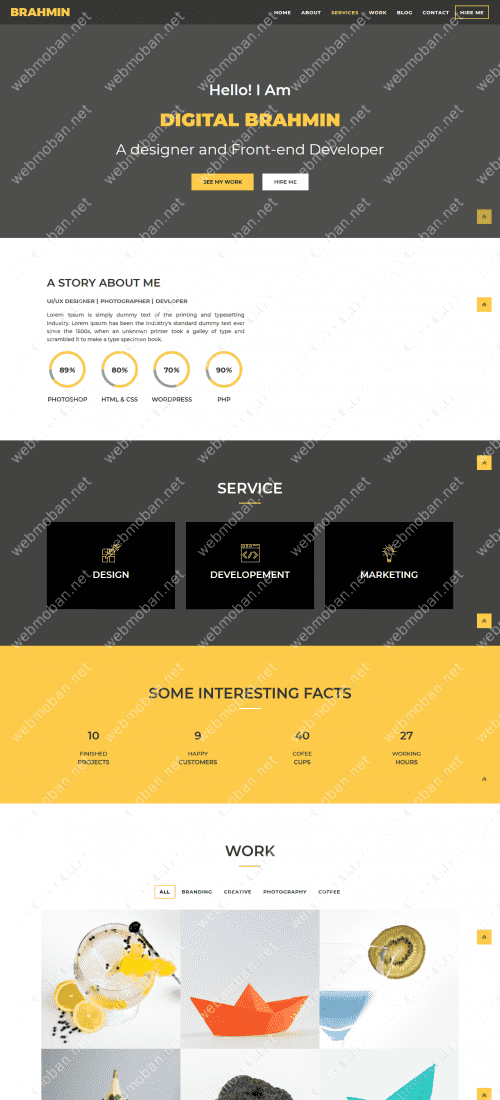 BRAHMIN
HOME ABOUT SERVICES WORK BLOG CONTACT HIRE ME
Hello! I Am
DIGITAL BRAHMIN
A designer and Front-end Developer
SEE MY WORK HIRE ME
A STORY ABOUT ME
UI/UX DESIGNER | PHOTOGRAPHER | DEVLOPER
Lorem Ipsum is simply dummy text of the printing and typesetting
industry. Lorem Ipsum has been the industry's standard dummy text ever
since the 1500s, when an unknown printer took a galley of type and
scrambled it to make a type specimen book.
89% 80% 70% 90%
PHOTOSHOP HTML & CSS WORDPRESS PHP
SERVICE
DESIGN DEVELOPEMENT MARKETING
SOME INTERESTING FACTS
10 9 40 27
FINISHED HAPPY COFEE WORKING
PROJECTS CUSTOMERS CUPS HOURS
WORK
ALL BRANDING CREATIVE PHOTOGRAPHY COFFEE
webmoban.net